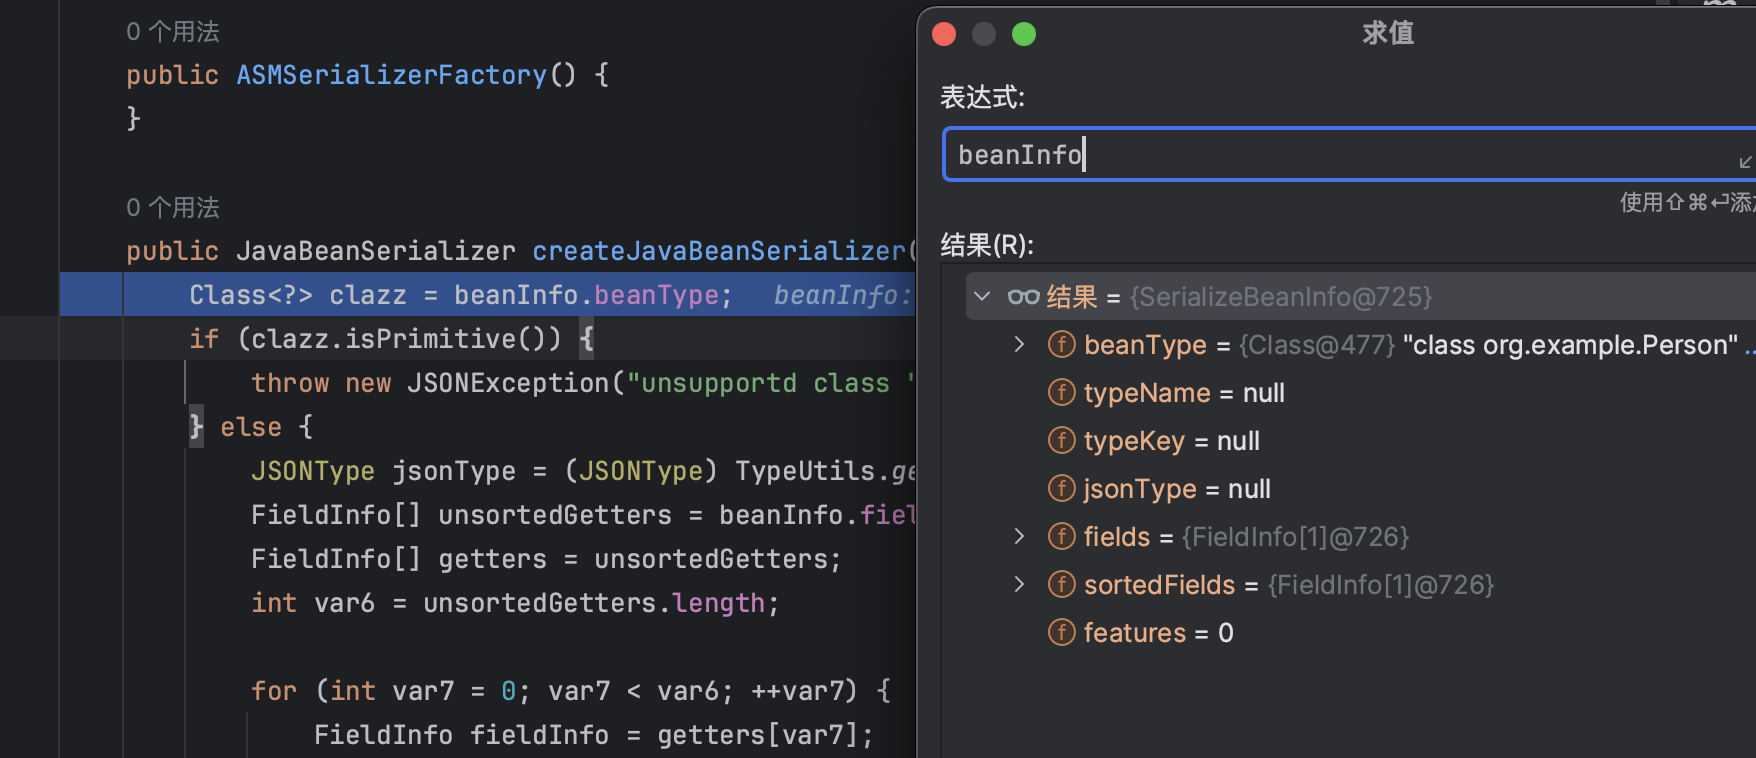 0 个用法
public ASMSerializerFactory() {
}
0 个用法
public JavaBeanSerializer createJavaBeanSerializer(
Class<?> clazz = beanInfo.beanType; beanInfo:
if (clazz.isPrimitive()) {
throw new JSONException("unsupportd class "
} else {
JSONType jsonType = (JSONType) TypeUtils.ge
FieldInfo[] unsortedGetters = beanInfo.fiel
FieldInfo[] getters = unsortedGetters;
int var6 = unsortedGetters.length;
for (int var7 = 0; var7 < var6; ++var7) {
FieldInfo fieldInfo = getters[var7];
求值
表达式:
beanInfo
使用⇧⌘↩添加
结果(R):
结果 = {SerializeBeanInfo@725}
f beanType = {Class@477} "class org.example.Person" ...
f typeName = null
f typeKey = null
f jsonType = null
f fields = {FieldInfo[1]@726}
f sortedFields = {FieldInfo[1]@726}
f features = 0